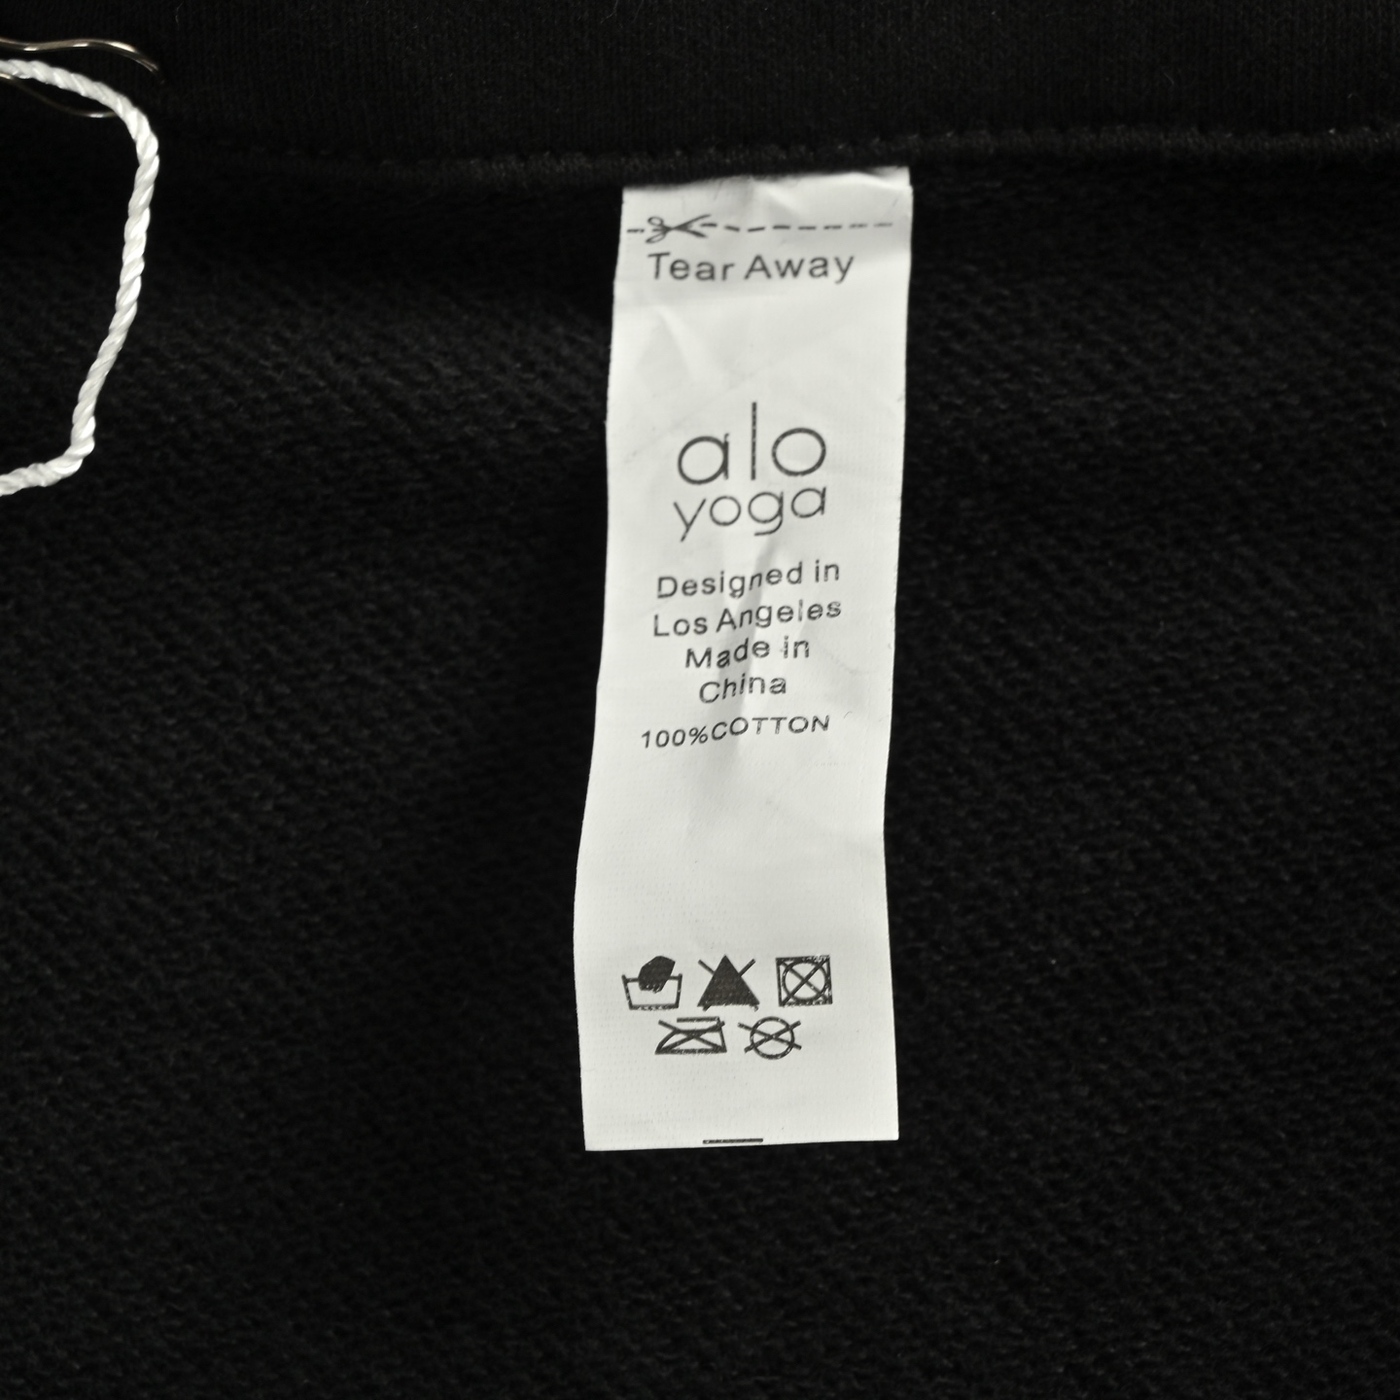 Tear Away
alo
yoga
Designed in
Los Angeles
Made in
China
100%COTTON